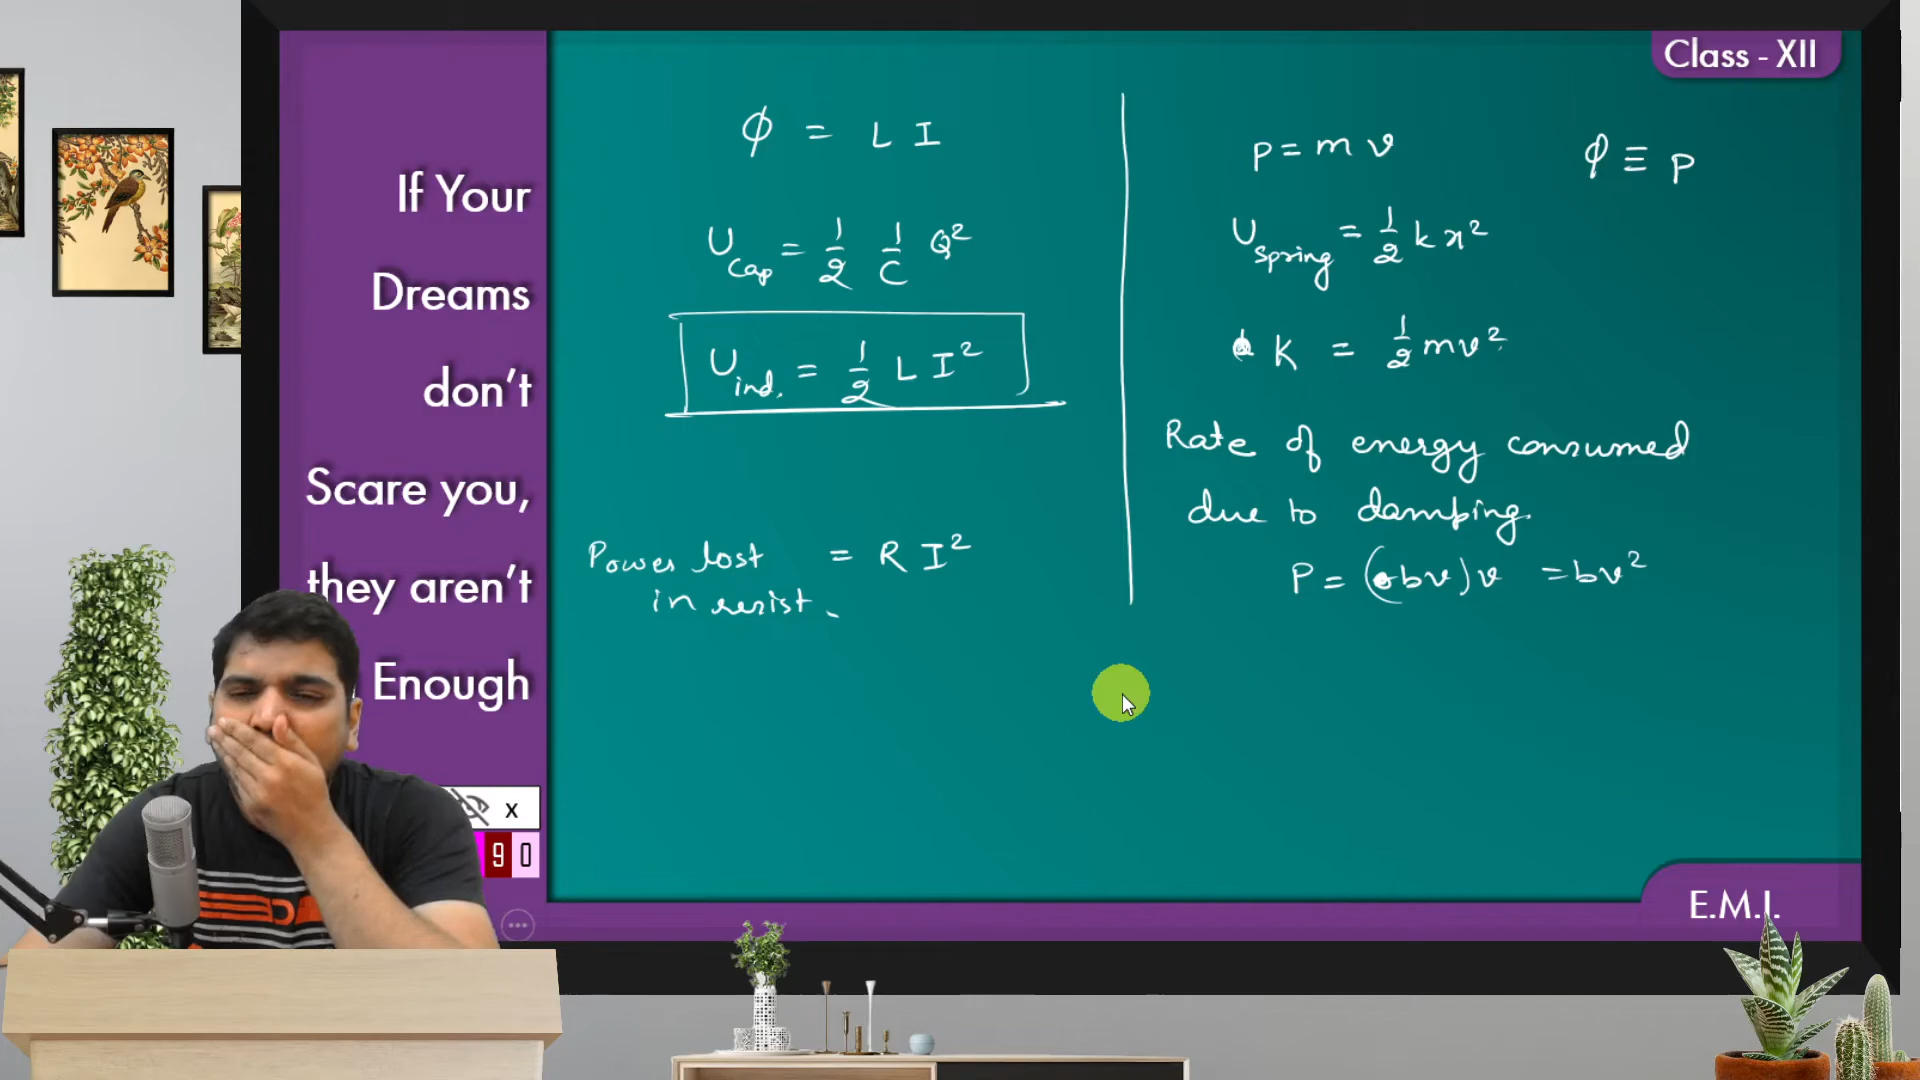 Class - XII
If Your
Dreams
don't
Scare you,
they aren't
Enough
ϕ = L I
U_cap = 1/2 1/C Q²
U_ind. = 1/2 L I²
Power lost = R I²
in resist.
p = m v
ϕ ≡ p
U_spring = 1/2 k x²
K = 1/2 mv²
Rate of energy consumed
due to damping.
P = (bv)v = bv²
x
9 0
E.M.I.